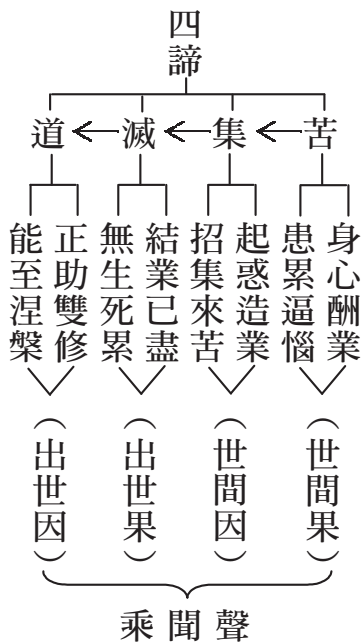 四諦
苦
集
滅
道
身心酬業
患累逼惱
起惑造業
招集來苦
結業已盡
無生死累
正助雙修
能至涅槃
（世間果）
（世間因）
（出世果）
（出世因）
乘聞聲